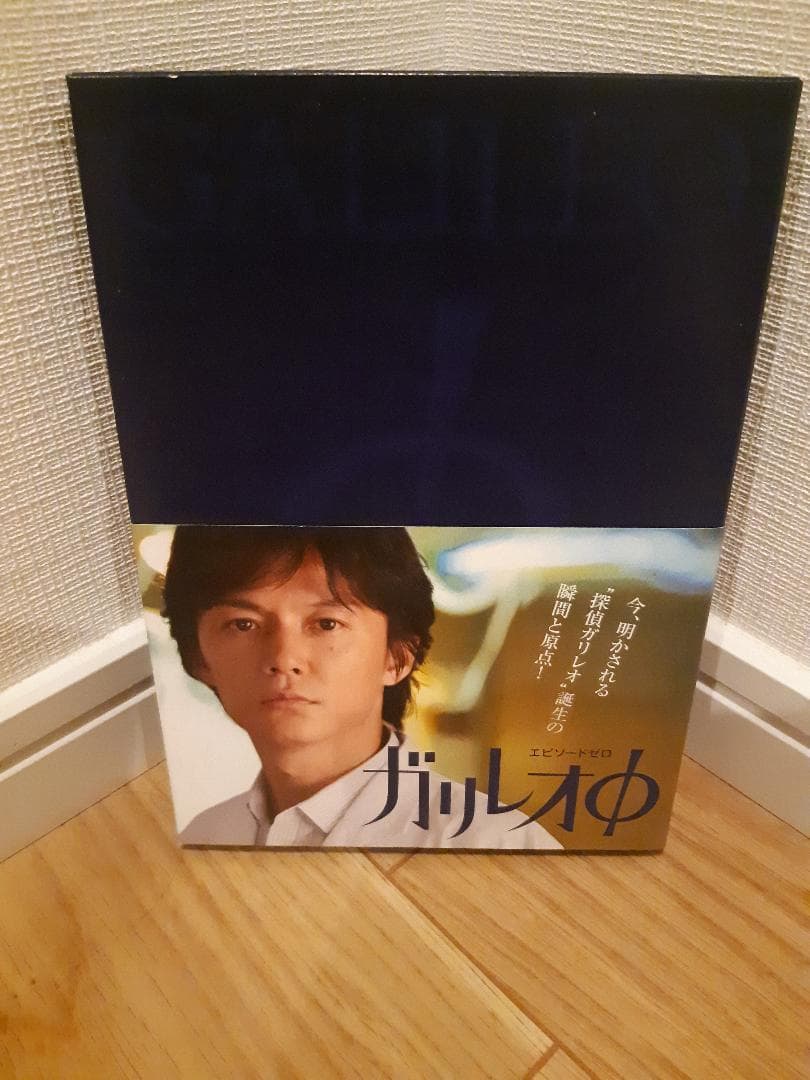 GALILEO
今、明かされる
"探偵ガリレオ"誕生の
瞬間と原点!
エピソードゼロ
ガリレオΦ